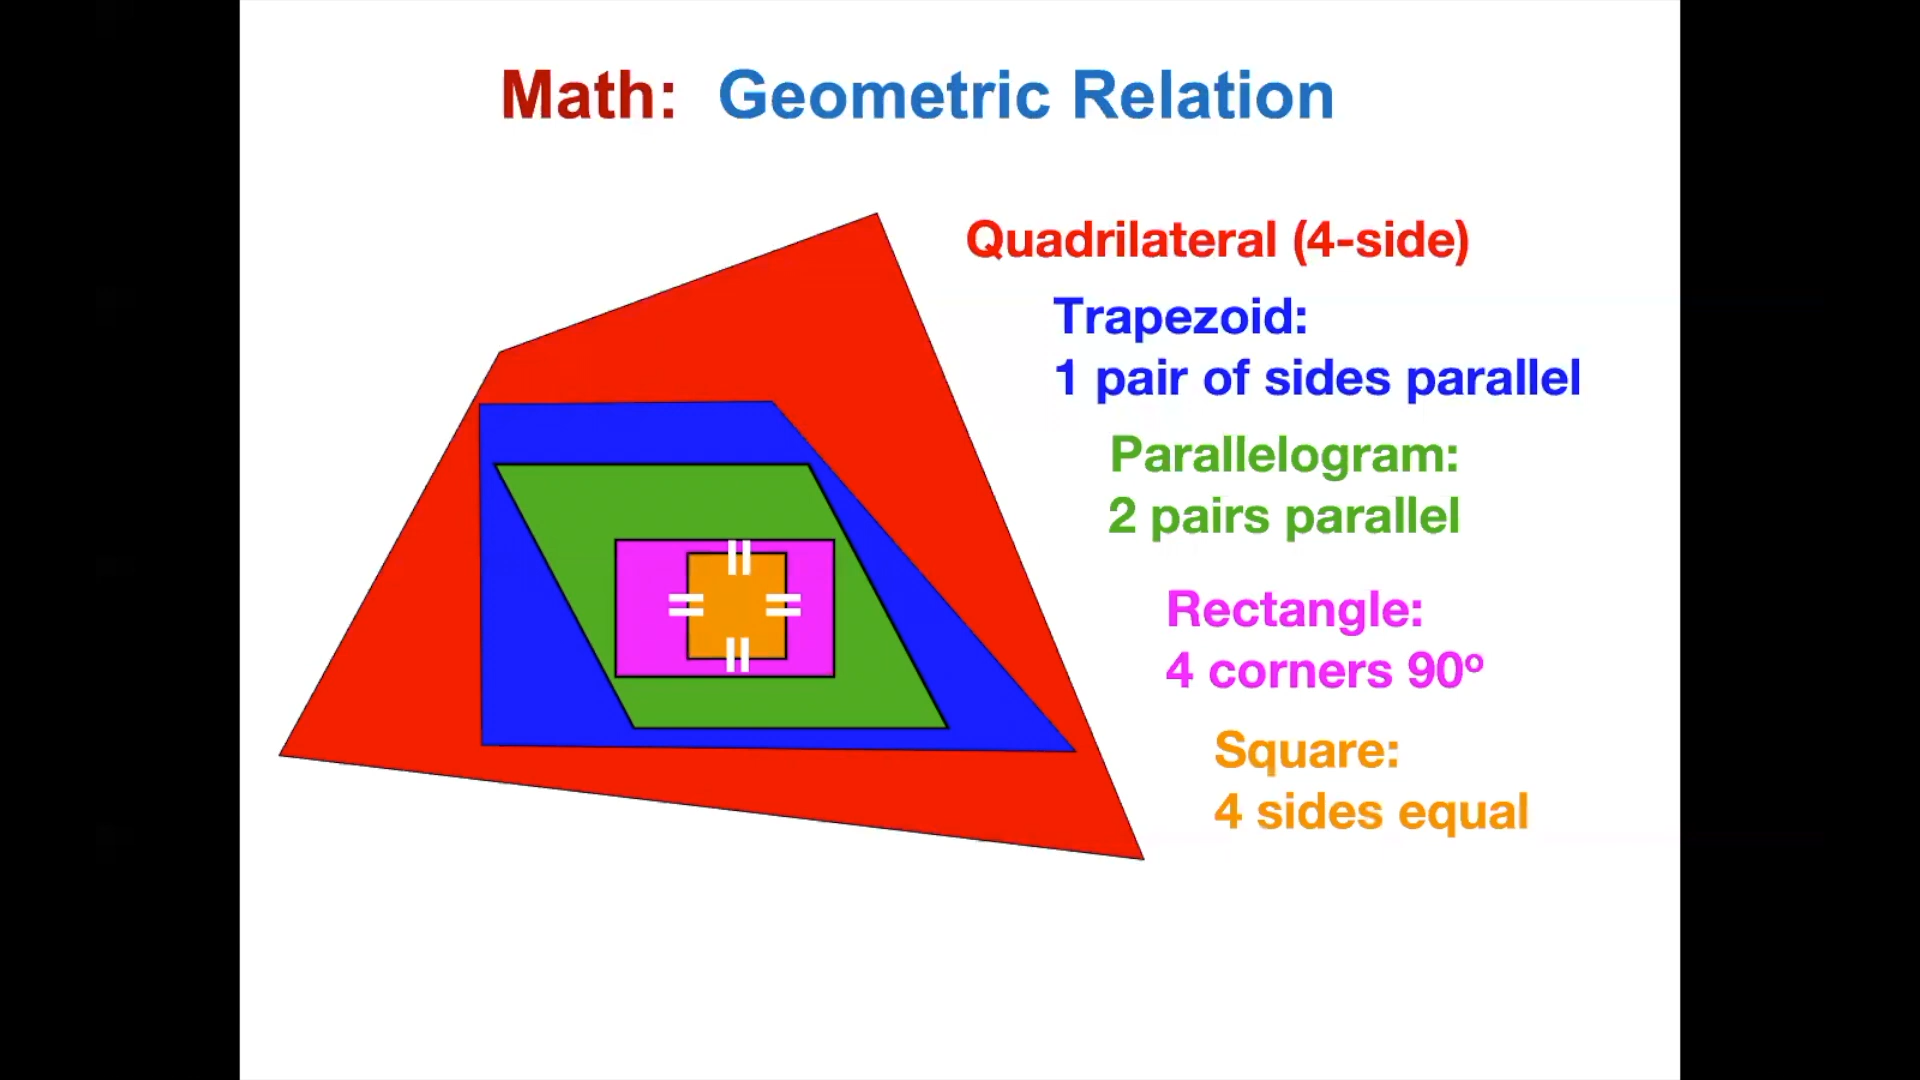 Math: Geometric Relation
Quadrilateral (4-side)
Trapezoid:
1 pair of sides parallel
Parallelogram:
2 pairs parallel
Rectangle:
4 corners 90º
Square:
4 sides equal